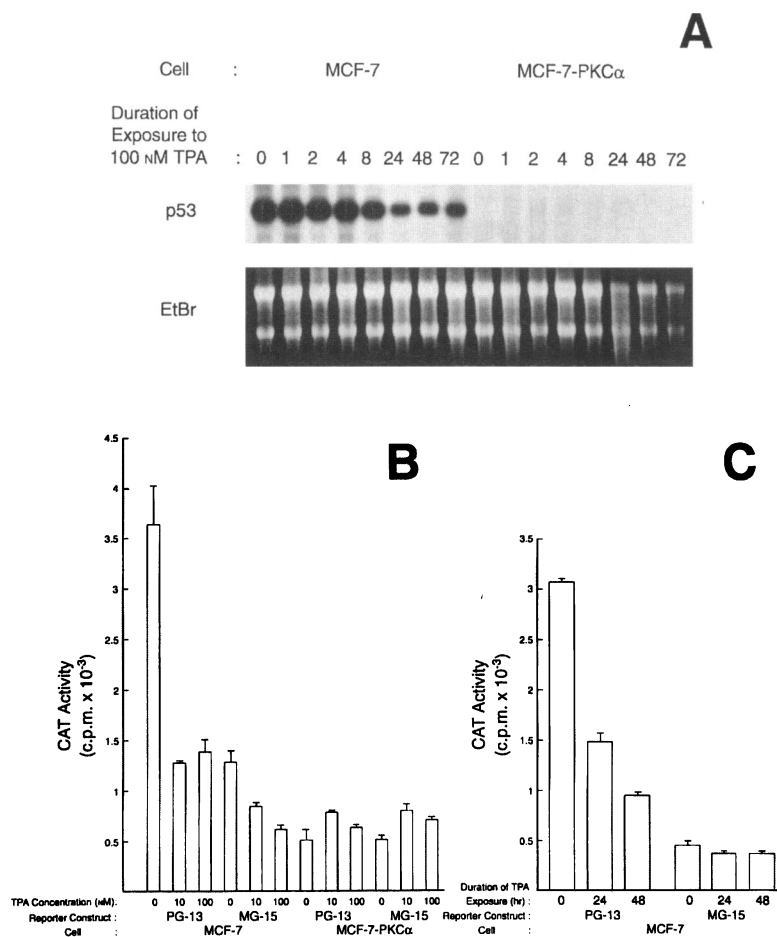 A
Cell : MCF-7 MCF-7-PKCα
Duration of
Exposure to
100 NM TPA : 0 1 2 4 8 24 48 72 0 1 2 4 8 24 48 72
p53
EtBr
B
4.5
4
3.5
3
2.5
2
1.5
1
0.5
CAT Activity
(c.p.m. x 10-3)
TPA Concentration (NM): 0 10 100 0 10 100 0 10 100 0 10 100
Reporter Construct : PG-13 MG-15 PG-13 MG-15
Cell : MCF-7 MCF-7-PKCα
C
3.5
3
2.5
2
1.5
1
0.5
CAT Activity
(c.p.m. x 10-3)
Duration of TPA
Exposure (hr) : 0 24 48 0 24 48
Reporter Construct : PG-13 MG-15
Cell : MCF-7